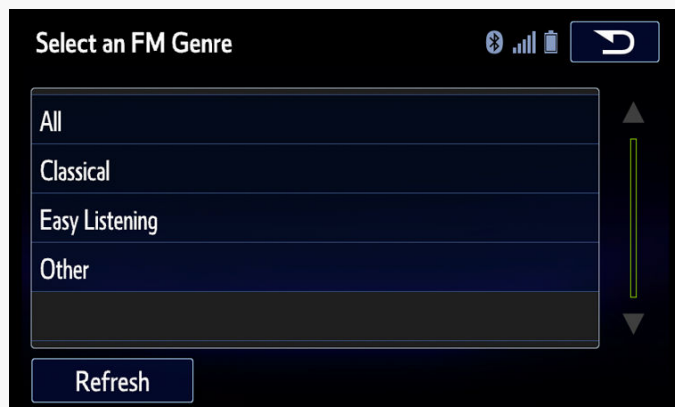 Select an FM Genre
All
Classical
Easy Listening
Other
Refresh